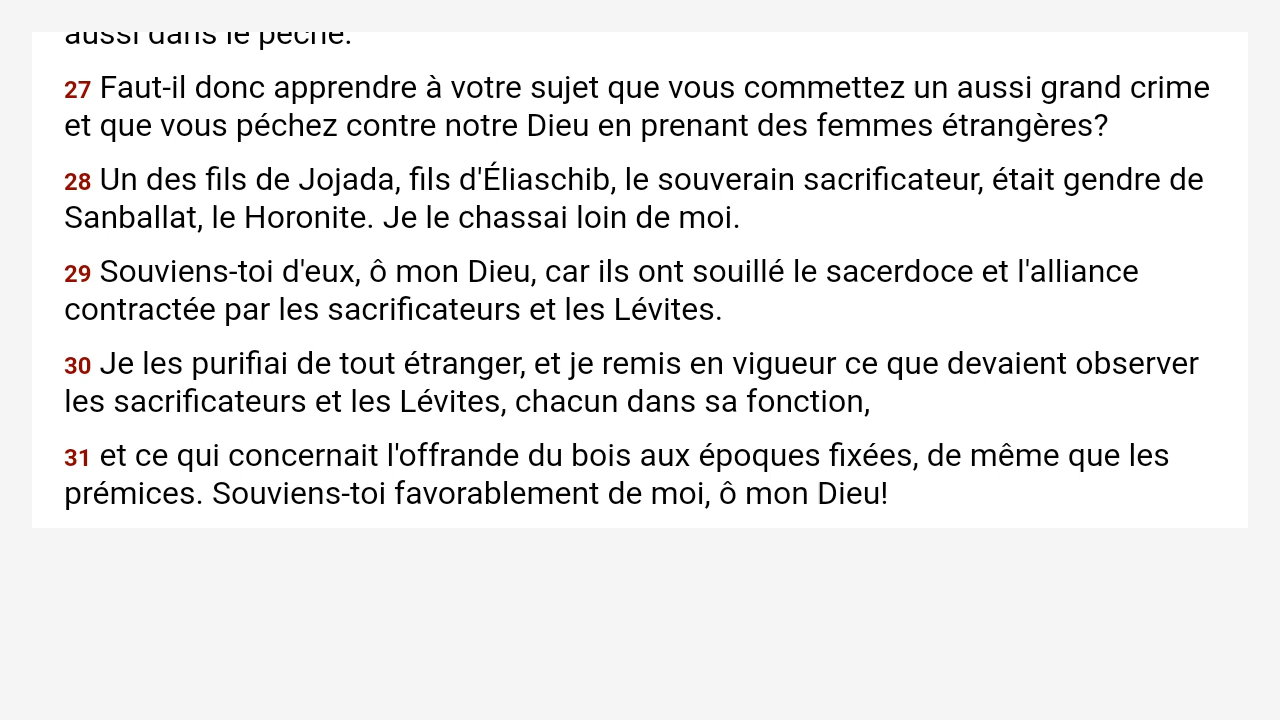 aussi dans le péché.
27 Faut-il donc apprendre à votre sujet que vous commettez un aussi grand crime
et que vous péchez contre notre Dieu en prenant des femmes étrangères?
28 Un des fils de Jojada, fils d'Éliaschib, le souverain sacrificateur, était gendre de
Sanballat, le Horonite. Je le chassai loin de moi.
29 Souviens-toi d'eux, ô mon Dieu, car ils ont souillé le sacerdoce et l'alliance
contractée par les sacrificateurs et les Lévites.
30 Je les purifiai de tout étranger, et je remis en vigueur ce que devaient observer
les sacrificateurs et les Lévites, chacun dans sa fonction,
31 et ce qui concernait l'offrande du bois aux époques fixées, de même que les
prémices. Souviens-toi favorablement de moi, ô mon Dieu!